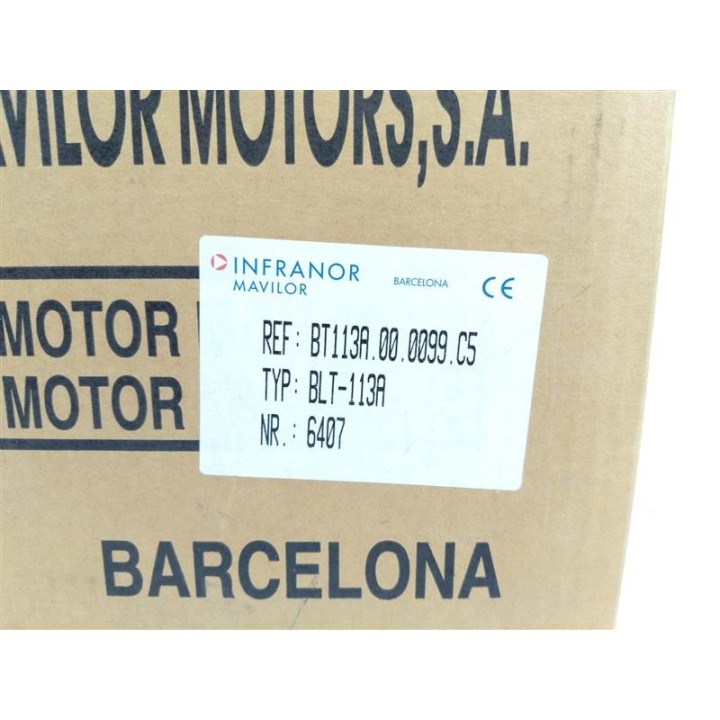 AVILOR MOTORS,S.A.
INFRANOR
MAVILOR
BARCELONA
CE
REF: BT113A.00.0099.C5
TYP: BLT-113A
NR.: 6407
MOTOR
MOTOR
BARCELONA